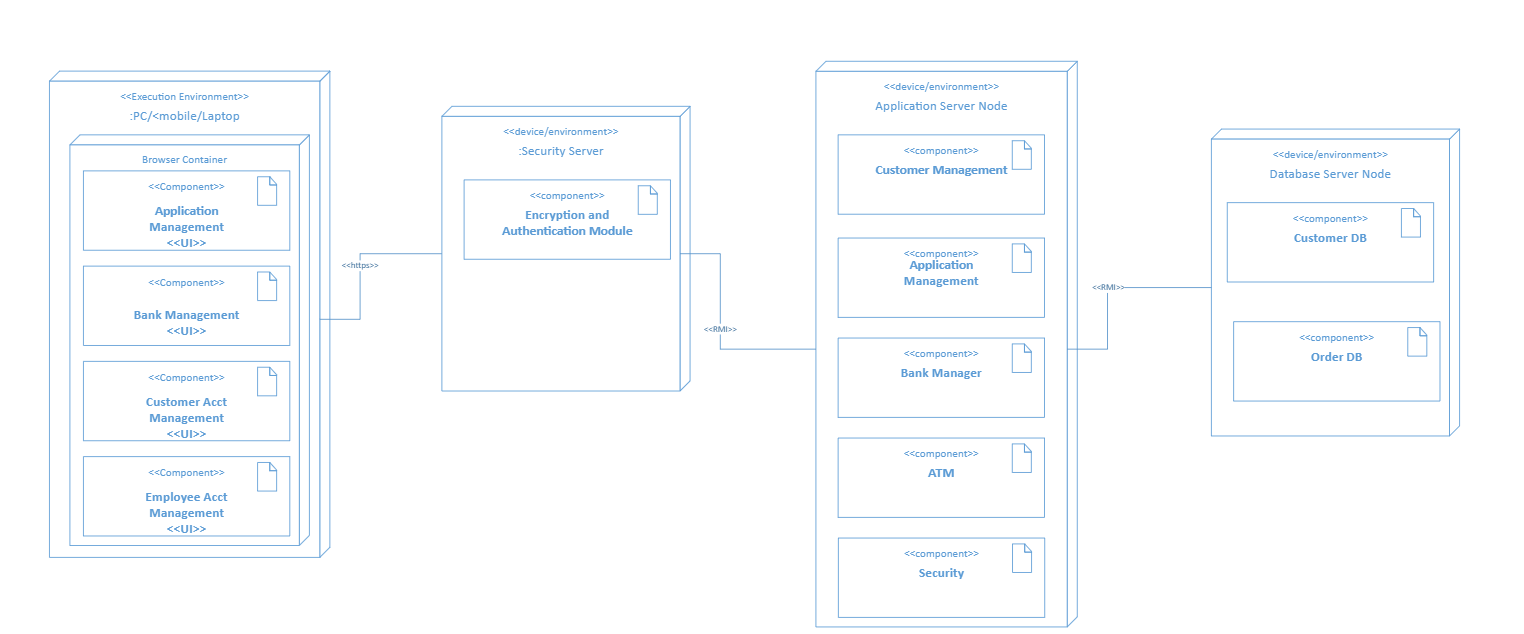 <<Execution Environment>>
:PC/<mobile/Laptop
Browser Container
<<Component>>
Application
Management
<<UI>>
<<Component>>
Bank Management
<<UI>>
<<Component>>
Customer Acct
Management
<<UI>>
<<Component>>
Employee Acct
Management
<<UI>>
<<https>>
<<device/environment>>
:Security Server
<<component>>
Encryption and
Authentication Module
<<RMI>>
<<device/environment>>
Application Server Node
<<component>>
Customer Management
<<component>>
Application
Management
<<component>>
Bank Manager
<<component>>
ATM
<<component>>
Security
<<RMI>>
<<device/environment>>
Database Server Node
<<component>>
Customer DB
<<component>>
Order DB